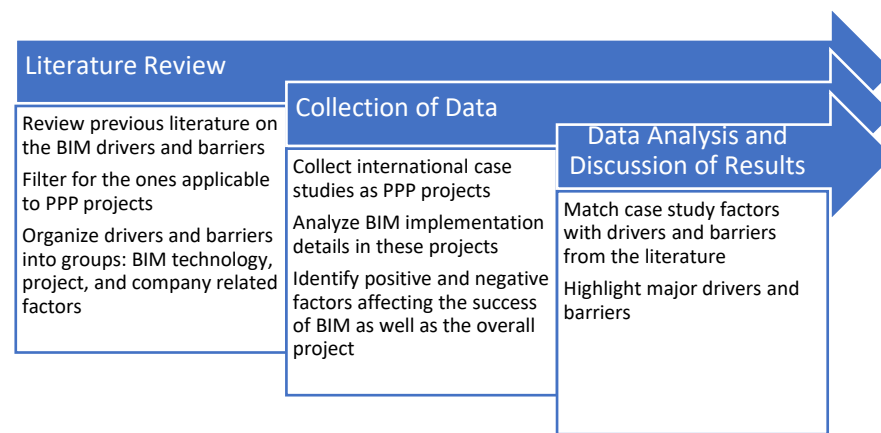 Literature Review
Review previous literature on
the BIM drivers and barriers
Filter for the ones applicable
to PPP projects
Organize drivers and barriers
into groups: BIM technology,
project, and company related
factors
Collection of Data
Collect international case
studies as PPP projects
Analyze BIM implementation
details in these projects
Identify positive and negative
factors affecting the success
of BIM as well as the overall
project
Data Analysis and
Discussion of Results
Match case study factors
with drivers and barriers
from the literature
Highlight major drivers and
barriers